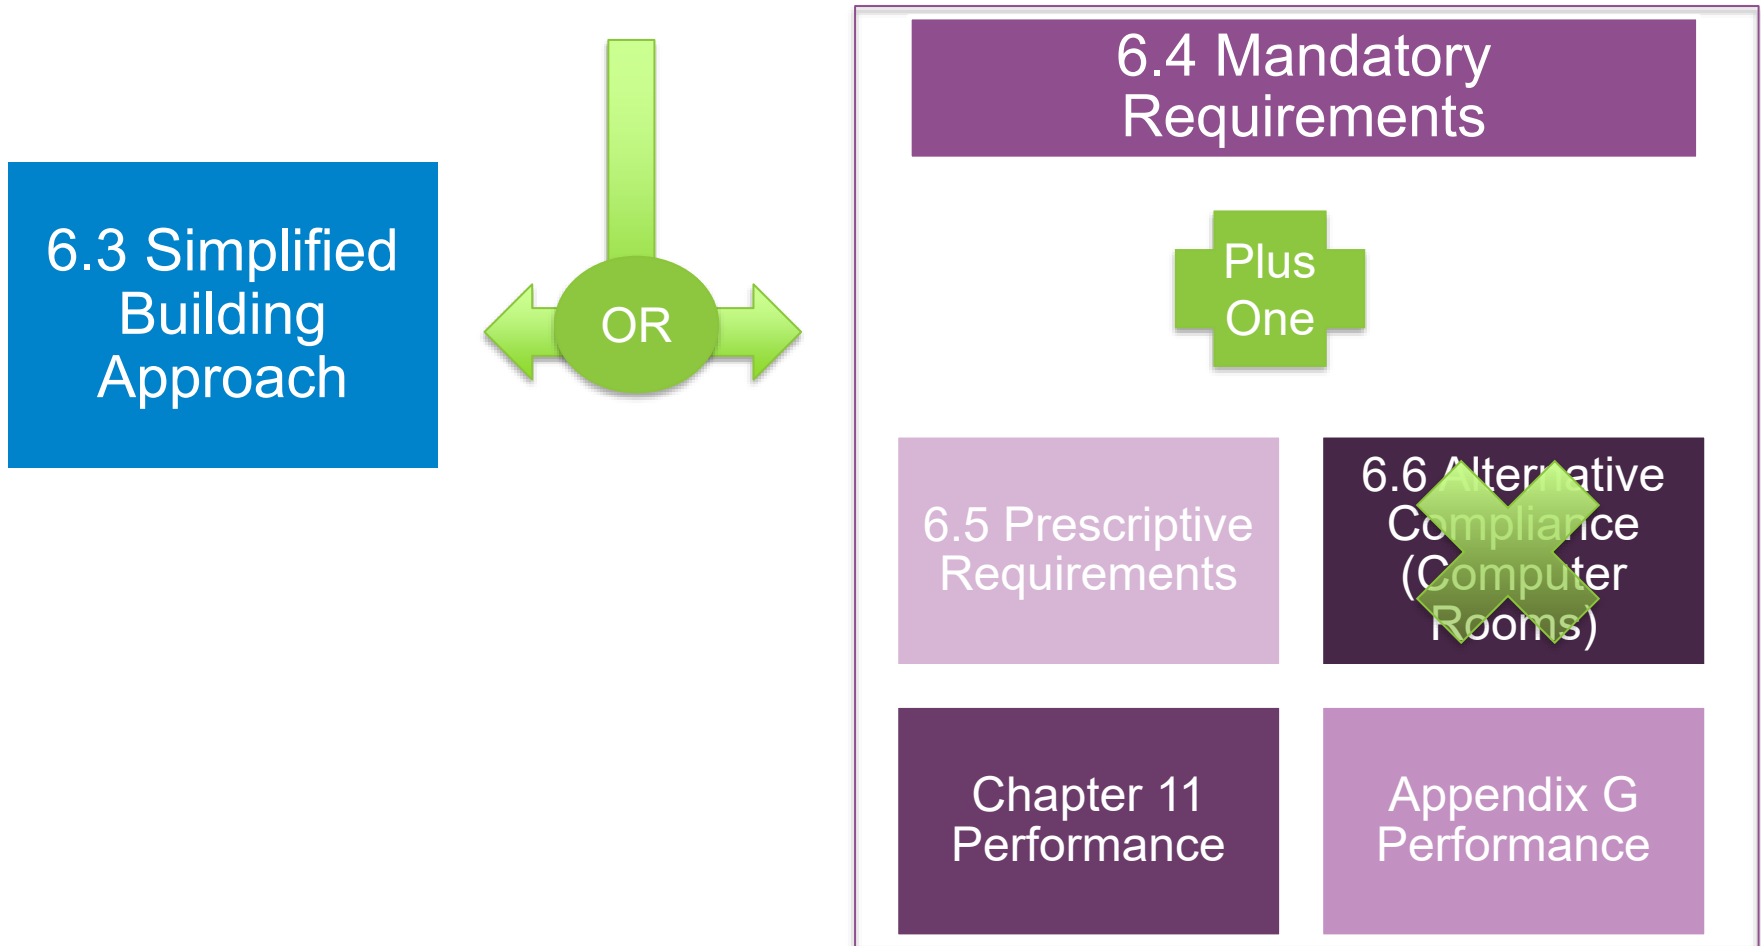 6.3 Simplified
Building
Approach
OR
6.4 Mandatory
Requirements
Plus
One
6.5 Prescriptive
Requirements
6.6 Alternative
Compliance
(Computer
Rooms)
Chapter 11
Performance
Appendix G
Performance